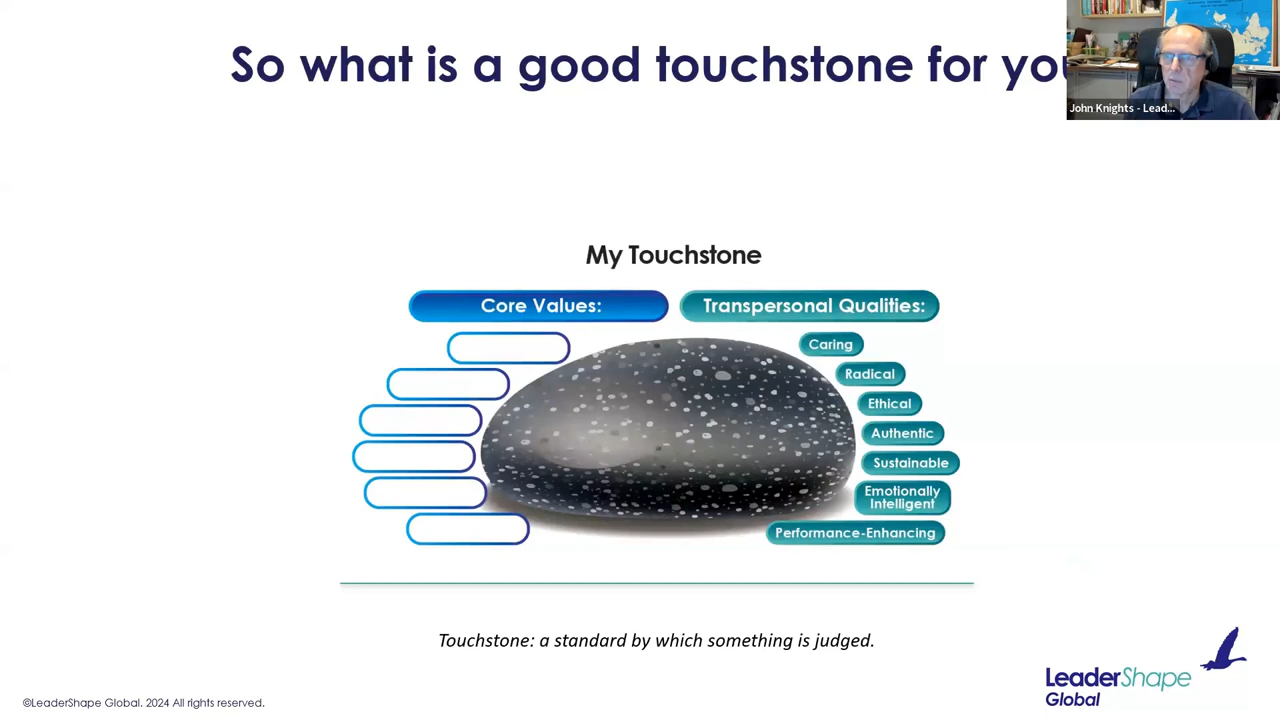 So what is a good touchstone for you
John Knights - Lead...
My Touchstone
Core Values:
Transpersonal Qualities:
Caring
Radical
Ethical
Authentic
Sustainable
Emotionally
Intelligent
Performance-Enhancing
Touchstone: a standard by which something is judged.
LeaderShape
Global
©LeaderShape Global. 2024 All rights reserved.